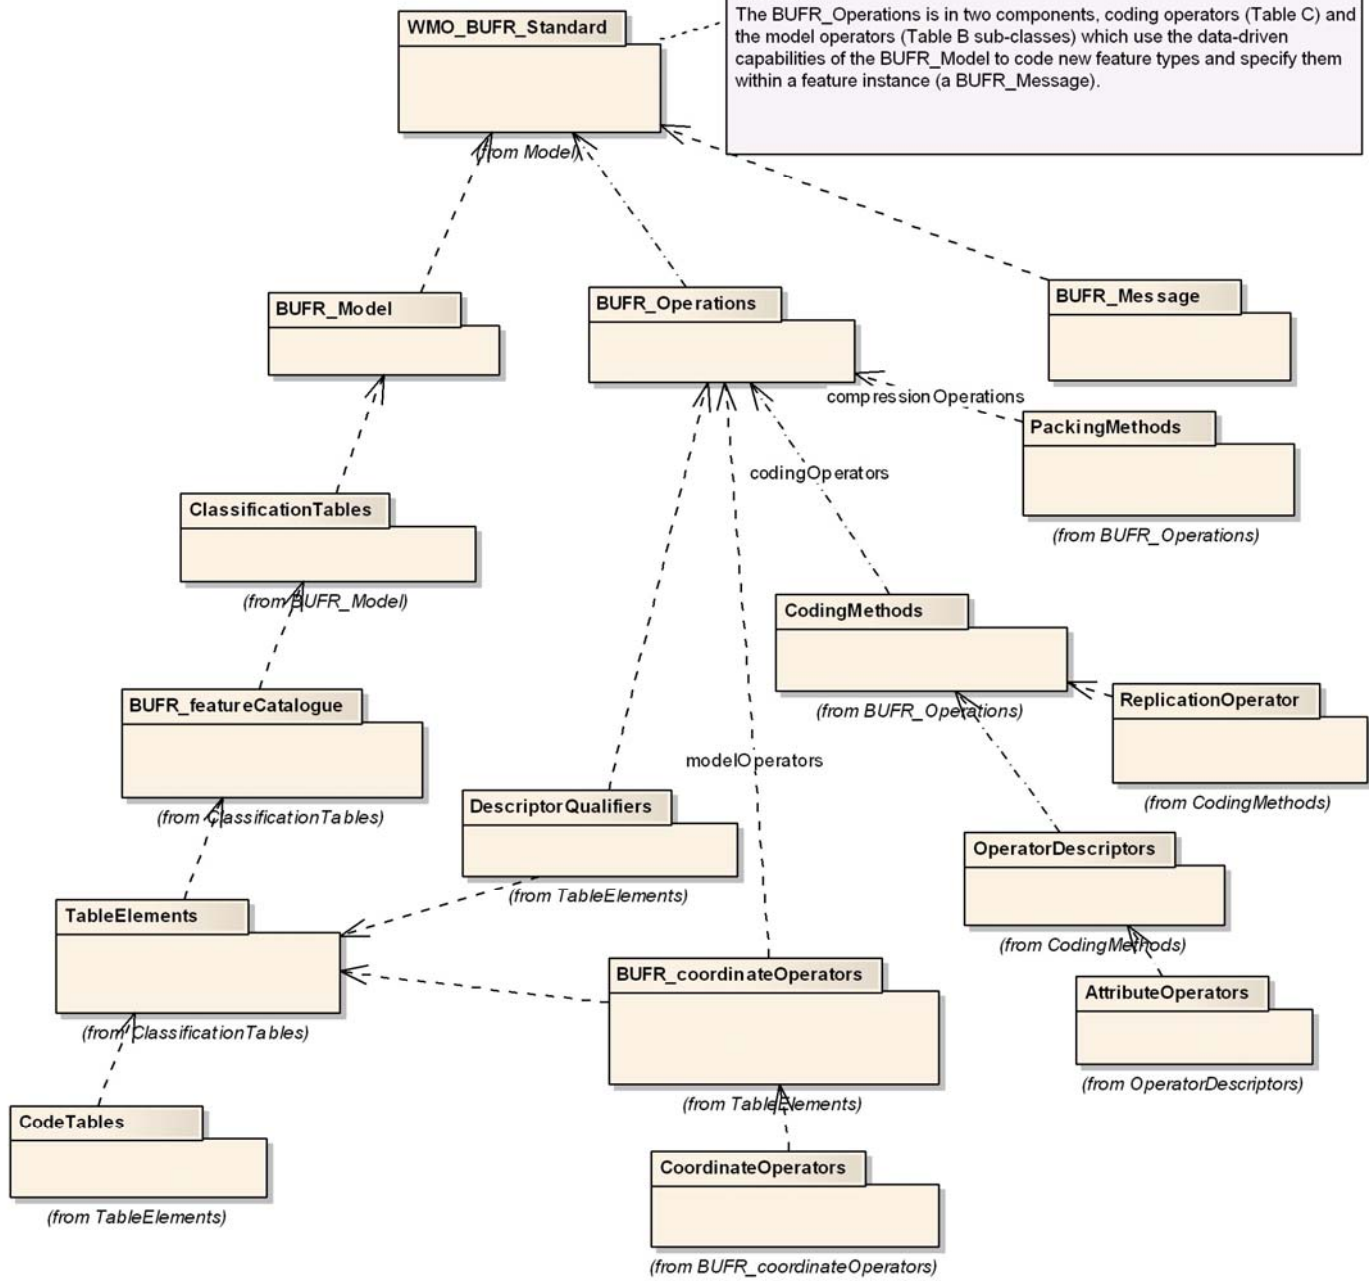 WMO_BUFR_Standard
(from Model)
The BUFR_Operations is in two components, coding operators (Table C) and
the model operators (Table B sub-classes) which use the data-driven
capabilities of the BUFR_Model to code new feature types and specify them
within a feature instance (a BUFR_Message).
BUFR_Model
BUFR_Operations
BUFR_Message
compressionOperations
PackingMethods
(from BUFR_Operations)
codingOperators
ClassificationTables
(from BUFR_Model)
CodingMethods
(from BUFR_Operations)
ReplicationOperator
(from CodingMethods)
BUFR_featureCatalogue
(from ClassificationTables)
modelOperators
DescriptorQualifiers
(from TableElements)
OperatorDescriptors
(from CodingMethods)
TableElements
(from ClassificationTables)
BUFR_coordinateOperators
(from TableElements)
AttributeOperators
(from OperatorDescriptors)
CodeTables
(from TableElements)
CoordinateOperators
(from BUFR_coordinateOperators)